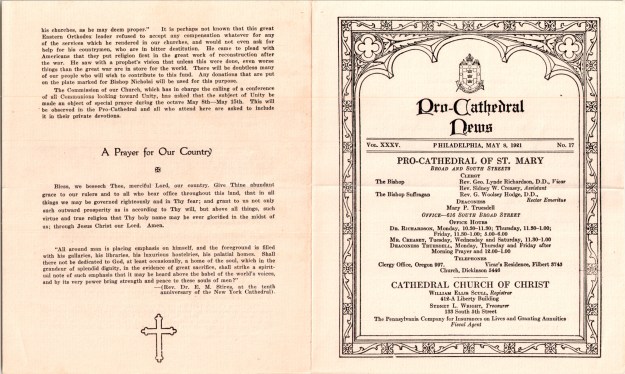 his churches, as he may deem proper." It is perhaps not known that this great
Eastern Orthodox leader refused to accept any compensation whatever for any
of the services which he rendered in our churches, and would not even ask for
help for his countrymen, who are in bitter destitution. He came to plead with
Americans that they put religion first in the great work of reconstruction after
the war. He saw with a prophet's vision that unless this were done, even worse
things than the great war are in store for the world. There will be doubtless many
of our people who will wish to contribute to this fund. Any donations that are put
on the plate marked for Bishop Nicholai will be used for this purpose.
The Commission of our Church, which has in charge the calling of a conference
of all Communions looking toward Unity, has asked that the subject of Unity be
made an object of special prayer during the octave May 8th—May 15th. This will
be observed in the Pro-Cathedral and all who attend here are asked to include
it in their private devotions.
A Prayer for Our Country
Bless, we beseech Thee, merciful Lord, our country. Give Thine abundant
grace to our rulers and to all who bear office throughout this land, that in all
things we may be governed righteously and in Thy fear; and grant to us not only
such outward prosperity as is according to Thy will, but above all things, such
virtue and true religion that Thy holy name may be ever glorified in the midst of
us; through Jesus Christ our Lord. Amen.
"All around men is placing emphasis on himself, and the foreground is filled
with his galleries, his libraries, his luxurious hostelries, his palatial homes. Shall
there not be dedicated to God, at least occasionally, a home of the soul, which in the
grandeur of splendid dignity, in the evidence of great sacrifice, shall strike a spirit-
ual note of such emphasis that it may be heard above the babel of the world's voices,
and by its very power bring strength and peace to these souls of men?"
—(Rev. Dr. E. M. Stires, at the tenth
anniversary of the New York Cathedral).
Pro-Cathedral
News
VOL. XXXV. PHILADELPHIA, MAY 8, 1921 No. 17
PRO-CATHEDRAL OF ST. MARY
BROAD AND SOUTH STREETS
CLERGY
The Bishop Rev. Geo. Lynde Richardson, D.D., Vicar
Rev. Sidney W. Creasey, Assistant
The Bishop Suffragan Rev. G. Woolsey Hodge, D.D.,
Rector Emeritus
DEACONESS
Mary P. Truesdell
OFFICE—616 SOUTH BROAD STREET
OFFICE HOURS
DR. RICHARDSON, Monday, 10.30-11.30; Thursday, 11.30-1.00;
Friday, 11.30-1.00; 5.00-6.00
MR. CREASEY, Tuesday, Wednesday and Saturday, 11.30-1.00
DEACONESS TRUESDELL, Monday, Thursday and Friday after
Morning Prayer and 12.00-1.00
TELEPHONES
Clergy Office, Oregon 997. Vicar's Residence, Filbert 3743
Church, Dickinson 5440
CATHEDRAL CHURCH OF CHRIST
WILLIAM ELLIS SCULL, Registrar
418-A Liberty Building
SYDNEY L. WRIGHT, Treasurer
133 South 5th Street
The Pennsylvania Company for Insurances on Lives and Granting Annuities
Fiscal Agent